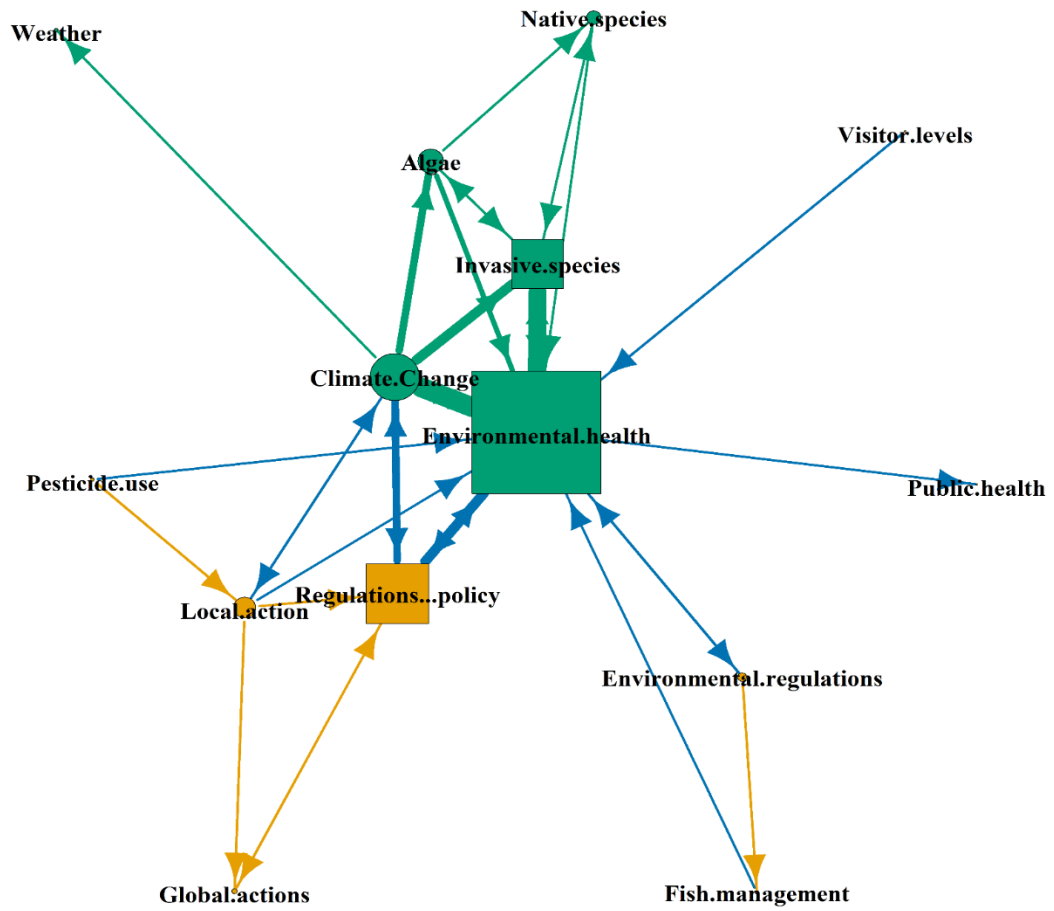 Native.species
Weather
Visitor.levels
Algae
Invasive.species
Climate.Change
Environmental.health
Pesticide.use
Public.health
Regulations...policy
Local.action
Environmental.regulations
Global.actions
Fish.management